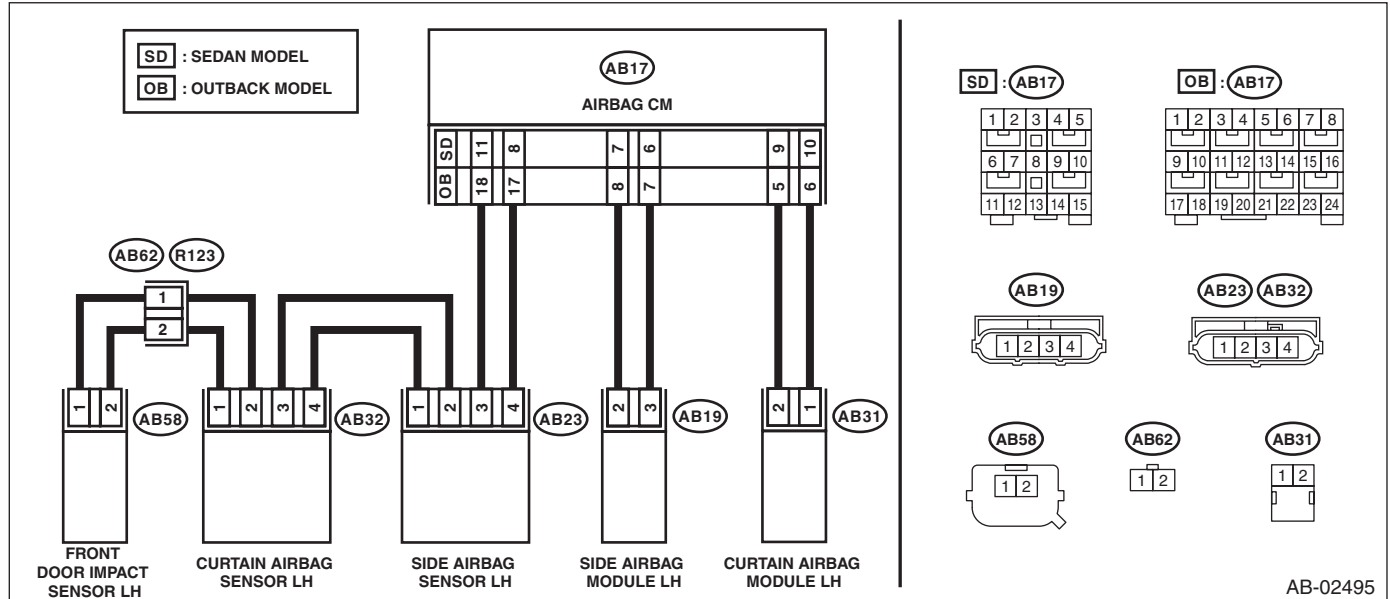 SD : SEDAN MODEL
OB : OUTBACK MODEL
AB17
AIRBAG CM
SD 11 8 7 6 9 10
OB 18 17 8 7 5 6
AB62 R123
1
2
1 2 AB58
1 2 3 4 AB32
1 2 3 4 AB23
2 3 AB19
2 1 AB31
FRONT
DOOR IMPACT
SENSOR LH
CURTAIN AIRBAG
SENSOR LH
SIDE AIRBAG
SENSOR LH
SIDE AIRBAG
MODULE LH
CURTAIN AIRBAG
MODULE LH
SD : AB17
1 2 3 4 5
6 7 8 9 10
11 12 13 14 15
OB : AB17
1 2 3 4 5 6 7 8
9 10 11 12 13 14 15 16
17 18 19 20 21 22 23 24
AB19
1 2 3 4
AB23 AB32
1 2 3 4
AB58
1 2
AB62
1 2
AB31
1 2
AB-02495